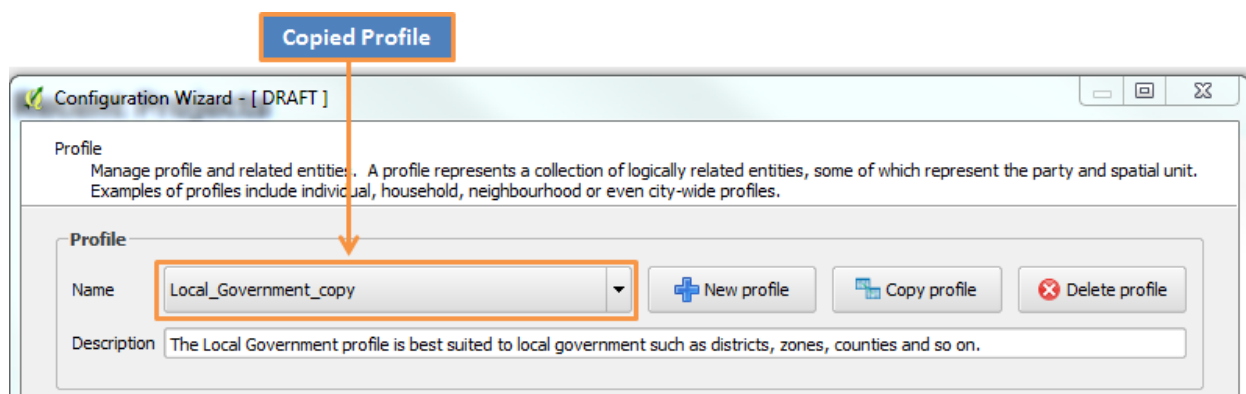 Copied Profile
Configuration Wizard - [ DRAFT ]
Profile
Manage profile and related entities. A profile represents a collection of logically related entities, some of which represent the party and spatial unit.
Examples of profiles include individual, household, neighbourhood or even city-wide profiles.
Profile
Name Local_Government_copy New profile Copy profile Delete profile
Description The Local Government profile is best suited to local government such as districts, zones, counties and so on.